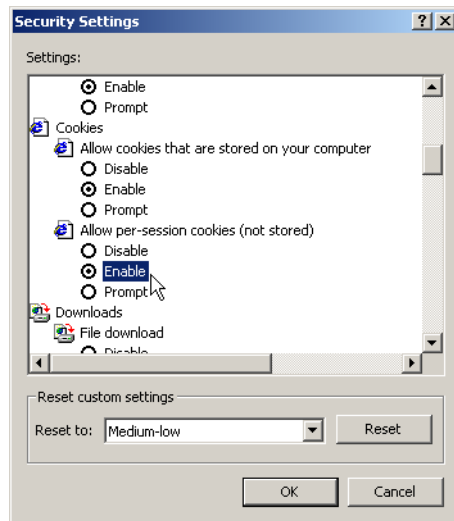 Security Settings
Settings:
Enable
Prompt
Cookies
Allow cookies that are stored on your computer
Disable
Enable
Prompt
Allow per-session cookies (not stored)
Disable
Enable
Prompt
Downloads
File download
Disable
Reset custom settings
Reset to: Medium-low Reset
OK Cancel